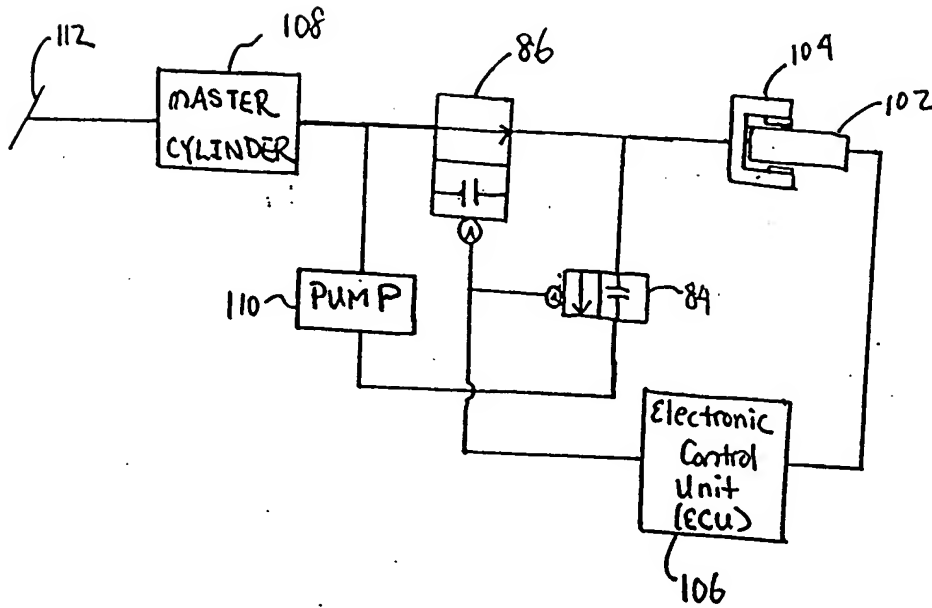 112
108
86
104
102
MASTER
CYLINDER
110
PUMP
84
Electronic
Control
Unit
(ECU)
106